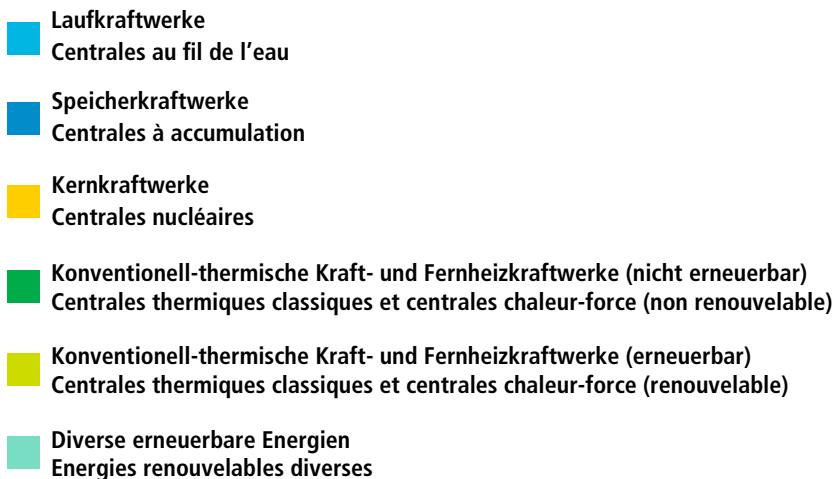 Laufkraftwerke
Centrales au fil de l’eau
Speicherkraftwerke
Centrales à accumulation
Kernkraftwerke
Centrales nucléaires
Konventionell-thermische Kraft- und Fernheizkraftwerke (nicht erneuerbar)
Centrales thermiques classiques et centrales chaleur-force (non renouvelable)
Konventionell-thermische Kraft- und Fernheizkraftwerke (erneuerbar)
Centrales thermiques classiques et centrales chaleur-force (renouvelable)
Diverse erneuerbare Energien
Energies renouvelables diverses